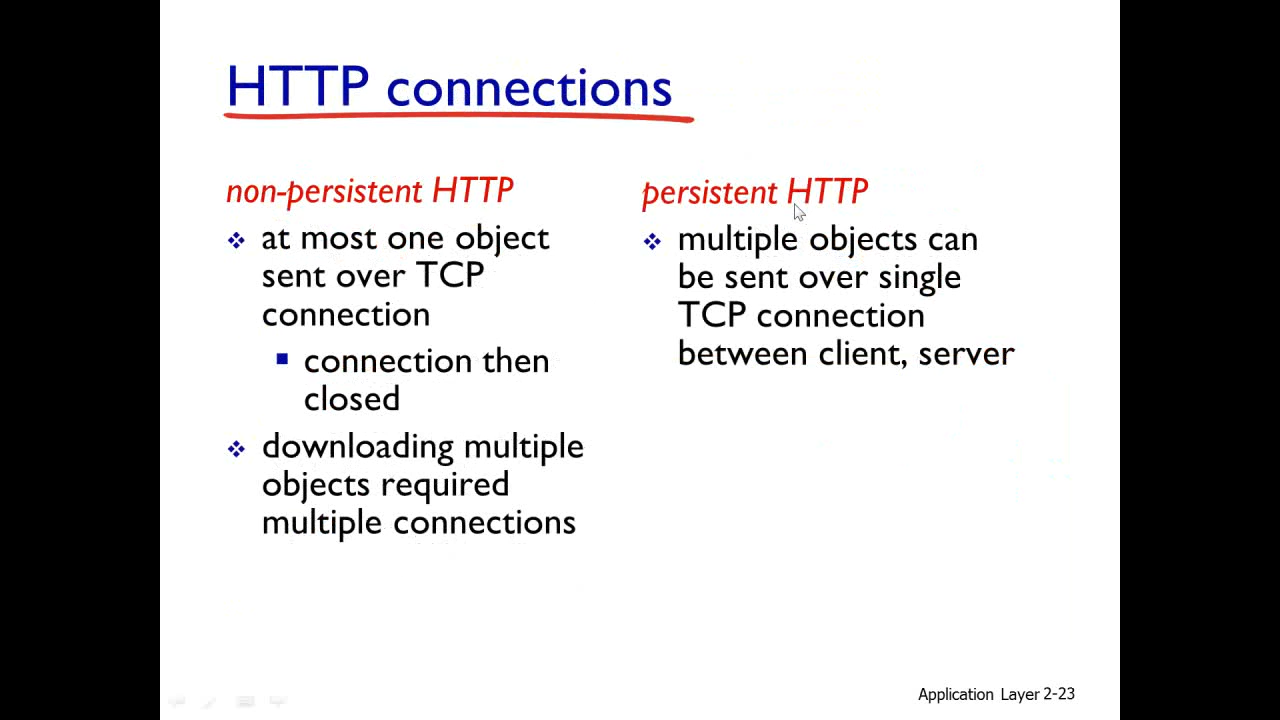 HTTP connections
non-persistent HTTP
at most one object
sent over TCP
connection
connection then
closed
downloading multiple
objects required
multiple connections
persistent HTTP
multiple objects can
be sent over single
TCP connection
between client, server
Application Layer 2-23